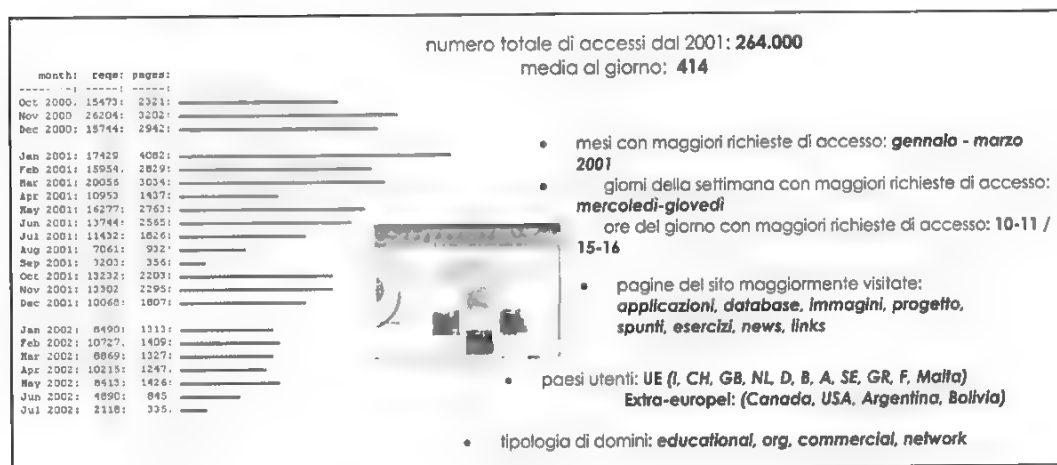 numero totale di accessi dal 2001: 264.000
media al giorno: 414
month: reqs: pages:
Oct 2000. 15473: 2321:
Nov 2000 26204: 3202:
Dec 2000: 15744: 2942:
Jan 2001: 17429 4082:
Feb 2001: 15954. 2829:
Mar 2001: 20056 3034:
Apr 2001: 10953 1437:
May 2001: 16277: 2763:
Jun 2001: 13744: 2565:
Jul 2001: 11432: 1826:
Aug 2001: 7061: 932:
Sep 2001: 3203: 356:
Oct 2001: 13232: 2203:
Nov 2001: 13302 2295:
Dec 2001: 10068: 1807:
Jan 2002: 8490: 1313:
Feb 2002: 10727. 1409:
Mar 2002: 8869: 1327:
Apr 2002: 10215: 1247.
May 2002: 8413: 1426:
Jun 2002: 4890: 845
Jul 2002: 2118: 335.
• mesi con maggiori richieste di accesso: gennaio - marzo
2001
• giorni della settimana con maggiori richieste di accesso:
mercoledì-giovedì
ore del giorno con maggiori richieste di accesso: 10-11 /
15-16
• pagine del sito maggiormente visitate:
applicazioni, database, immagini, progetto,
spunti, esercizi, news, links
• paesi utenti: UE (I, CH, GB, NL, D, B, A, SE, GR, F, Malta)
Extra-europei: (Canada, USA, Argentina, Bolivia)
• tipologia di domini: educational, org, commercial, network